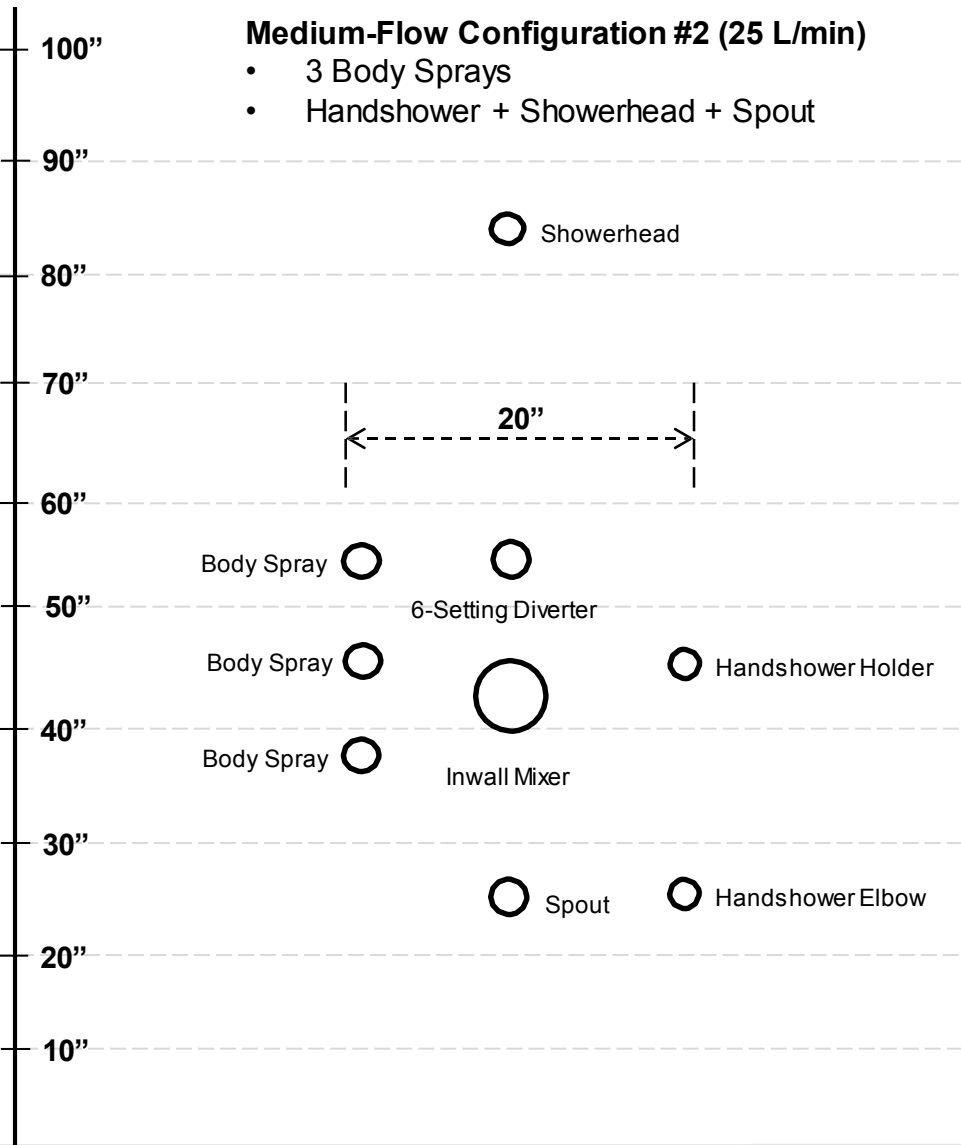 100”
Medium-Flow Configuration #2 (25 L/min)
• 3 Body Sprays
• Handshower + Showerhead + Spout
90”
Showerhead
80”
70”
20”
60”
Body Spray
50”
6-Setting Diverter
Body Spray
Handshower Holder
40”
Body Spray
Inwall Mixer
30”
Spout
Handshower Elbow
20”
10”